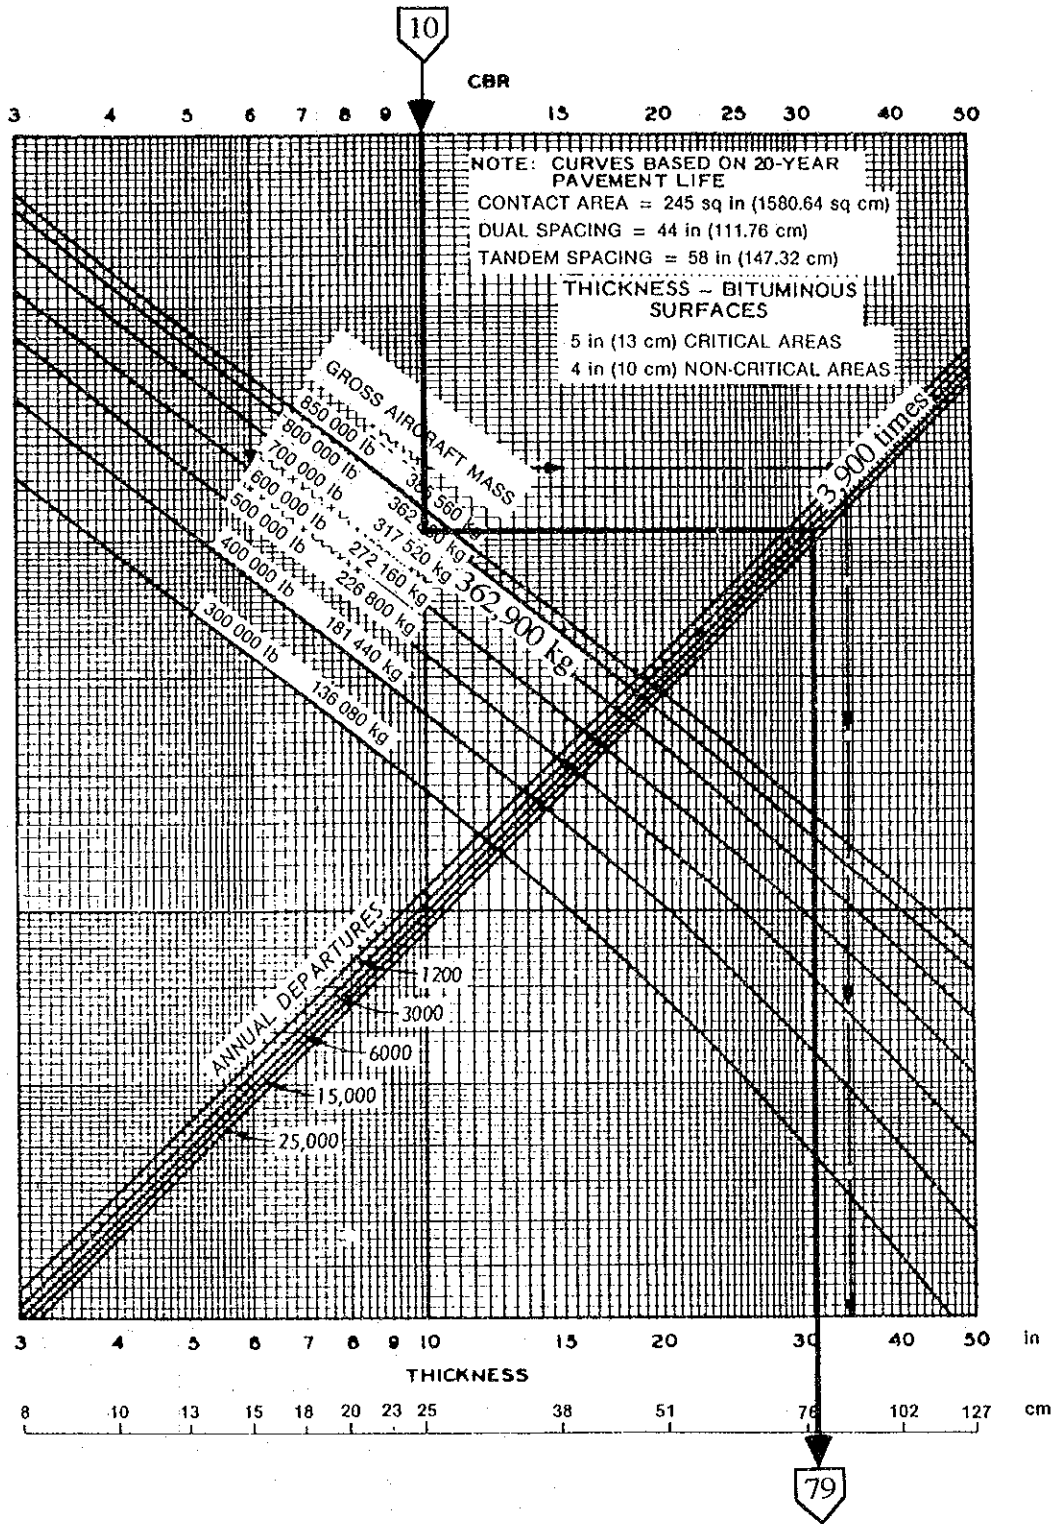 10
CBR
3 4 5 6 7 8 9 15 20 25 30 40 50
NOTE: CURVES BASED ON 20-YEAR
PAVEMENT LIFE
CONTACT AREA = 245 sq in (1580.64 sq cm)
DUAL SPACING = 44 in (111.76 cm)
TANDEM SPACING = 58 in (147.32 cm)
THICKNESS – BITUMINOUS
SURFACES
5 in (13 cm) CRITICAL AREAS
4 in (10 cm) NON-CRITICAL AREAS
GROSS AIRCRAFT MASS
850 000 lb 385 560 kg
800 000 lb 362 kg
700 000 lb 317 520 kg
600 000 lb 272 160 kg
500 000 lb 226 800 kg
400 000 lb 181 440 kg
300 000 lb 136 080 kg
362,900 kg
3,900 times
ANNUAL DEPARTURES
1200
3000
6000
15,000
25,000
3 4 5 6 7 8 9 10 15 20 30 40 50 in
THICKNESS
8 10 13 15 18 20 23 25 38 51 76 102 127 cm
79